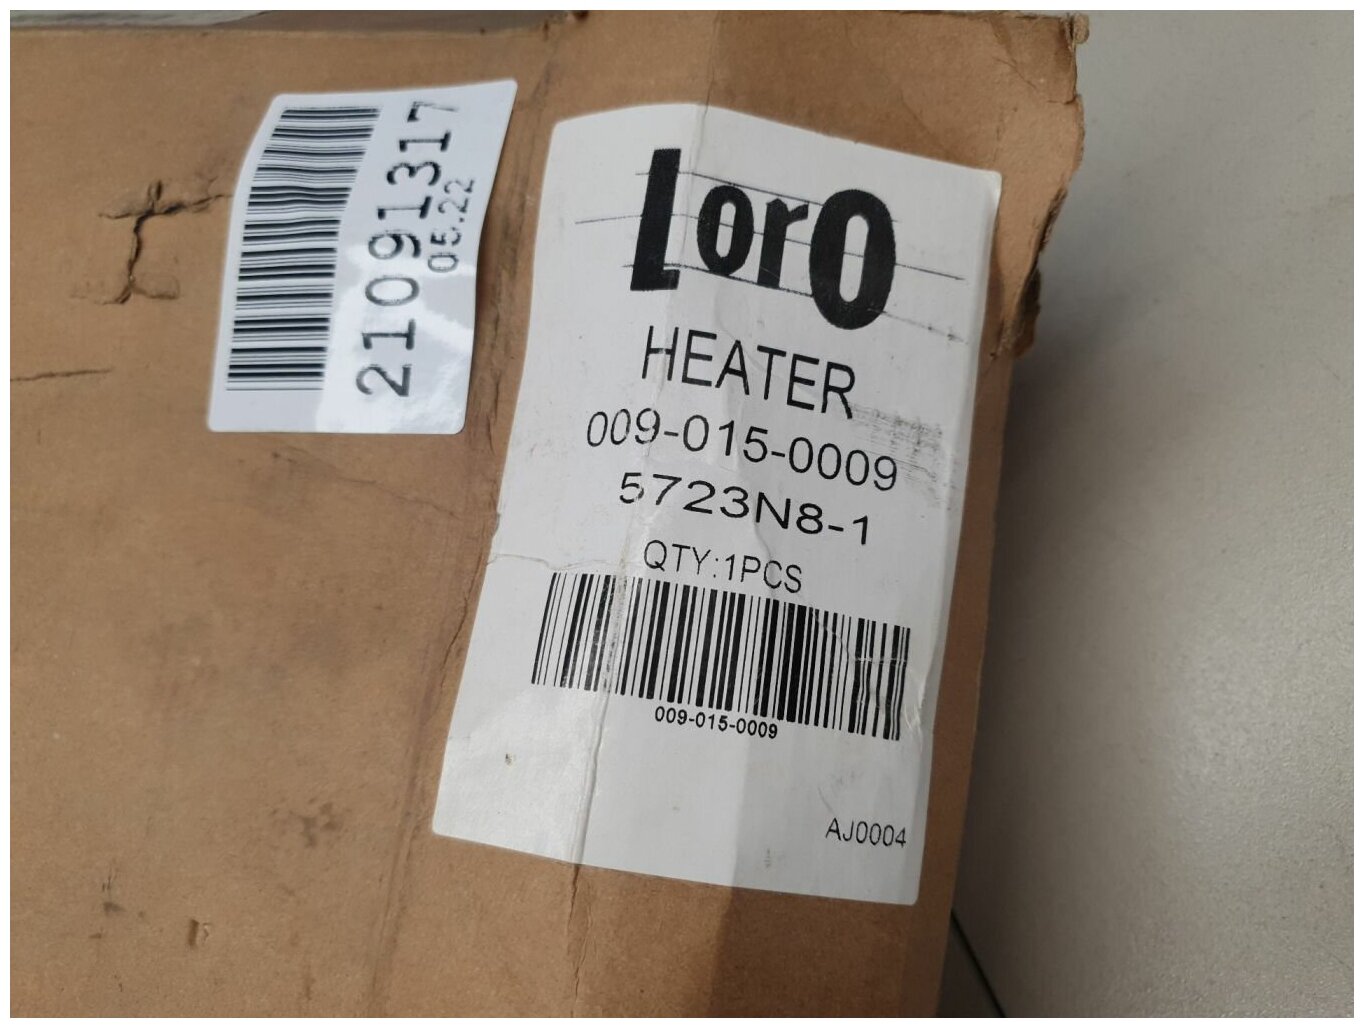 21091317
05.22
LorO
HEATER
009-015-0009
5723N8-1
QTY:1PCS
009-015-0009
AJ0004